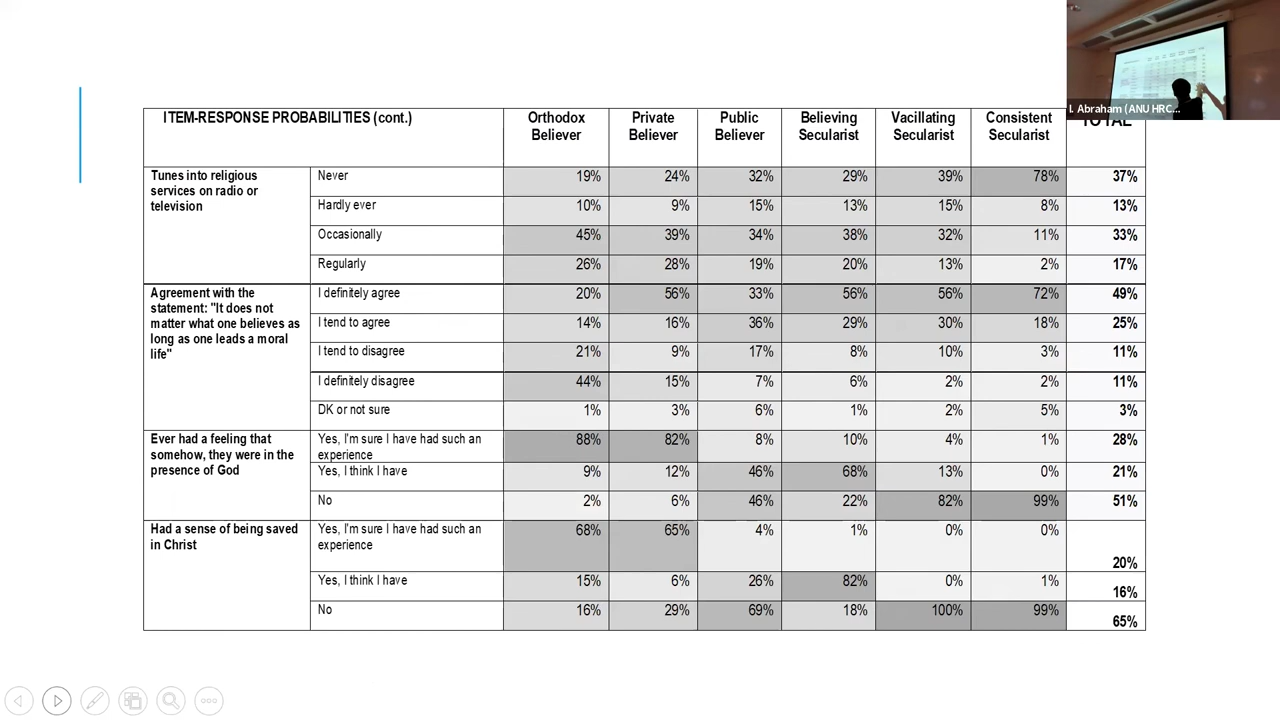 I. Abraham (ANU HRC...
ITEM-RESPONSE PROBABILITIES (cont.) Orthodox Believer Private Believer Public Believer Believing Secularist Vacillating Secularist Consistent Secularist TOTAL
Tunes into religious services on radio or television
Never 19% 24% 32% 29% 39% 78% 37%
Hardly ever 10% 9% 15% 13% 15% 8% 13%
Occasionally 45% 39% 34% 38% 32% 11% 33%
Regularly 26% 28% 19% 20% 13% 2% 17%
Agreement with the statement: "It does not matter what one believes as long as one leads a moral life"
I definitely agree 20% 56% 33% 56% 56% 72% 49%
I tend to agree 14% 16% 36% 29% 30% 18% 25%
I tend to disagree 21% 9% 17% 8% 10% 3% 11%
I definitely disagree 44% 15% 7% 6% 2% 2% 11%
DK or not sure 1% 3% 6% 1% 2% 5% 3%
Ever had a feeling that somehow, they were in the presence of God
Yes, I'm sure I have had such an experience 88% 82% 8% 10% 4% 1% 28%
Yes, I think I have 9% 12% 46% 68% 13% 0% 21%
No 2% 6% 46% 22% 82% 99% 51%
Had a sense of being saved in Christ
Yes, I'm sure I have had such an experience 68% 65% 4% 1% 0% 0% 20%
Yes, I think I have 15% 6% 26% 82% 0% 1% 16%
No 16% 29% 69% 18% 100% 99% 65%